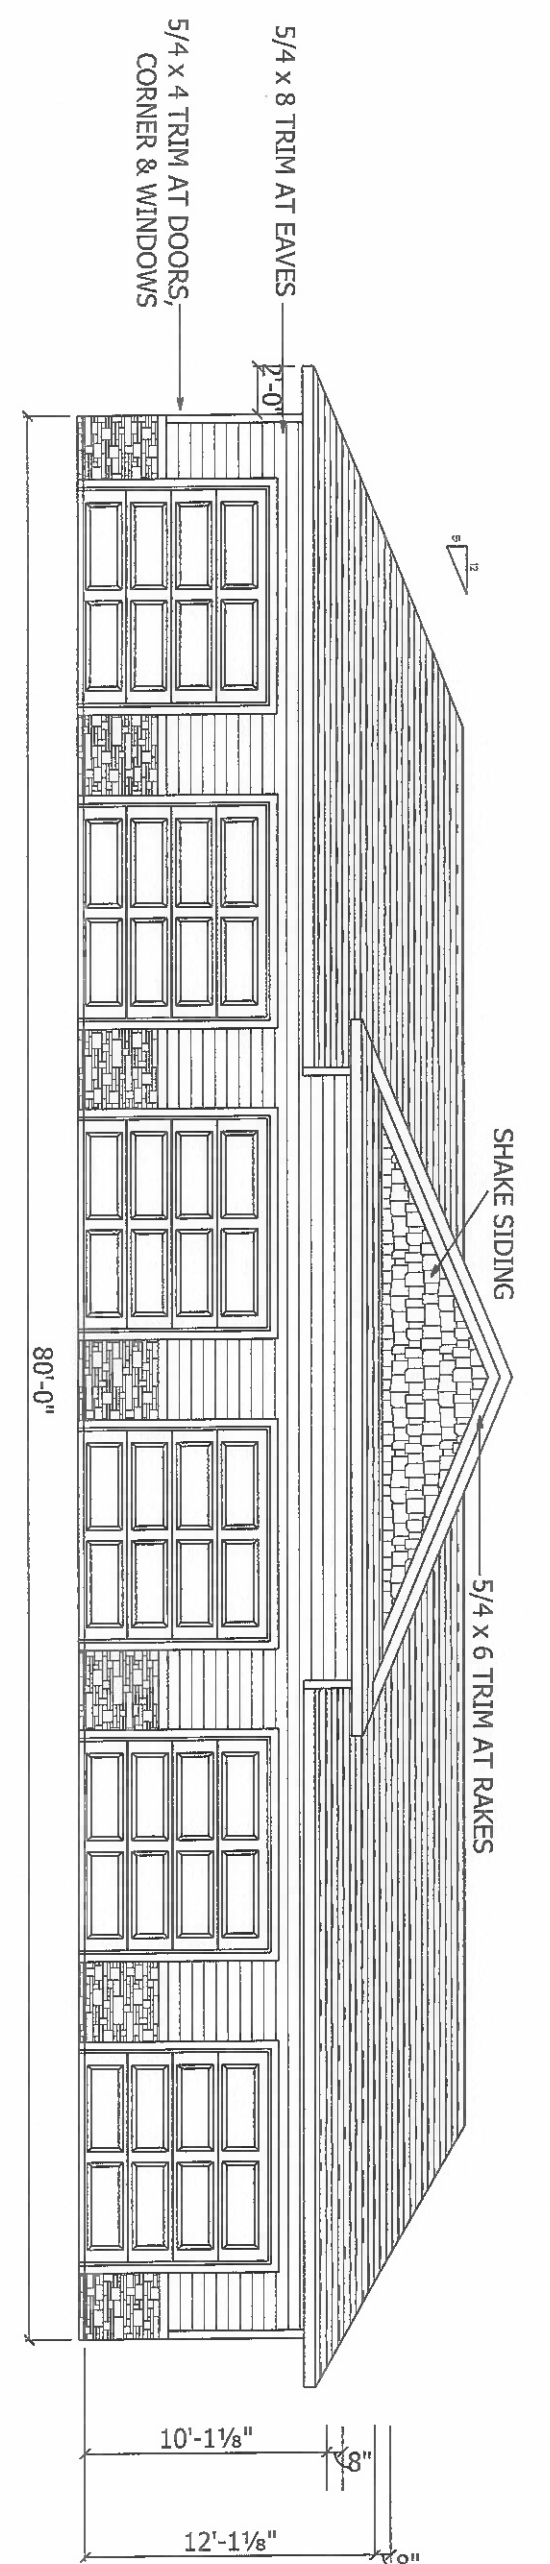 5/4 x 8 TRIM AT EAVES
5/4 x 4 TRIM AT DOORS,
CORNER & WINDOWS
2'-0"
12
SHAKE SIDING
5/4 x 6 TRIM AT RAKES
80'-0"
10'-1⅛"
8"
12'-1⅛"